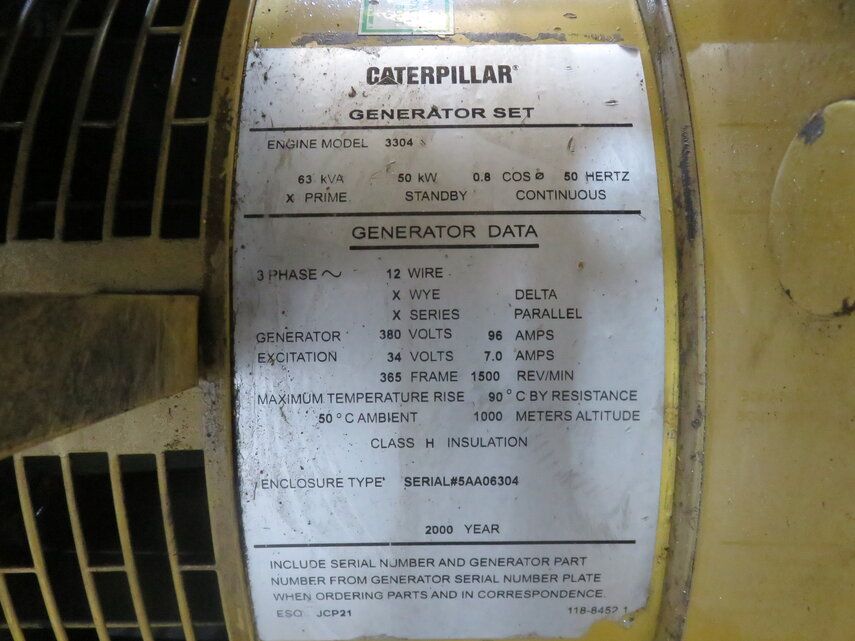 CATERPILLAR®
GENERATOR SET
ENGINE MODEL 3304
63 kVA 50 kW 0.8 COS Ø 50 HERTZ
X PRIME STANDBY CONTINUOUS
GENERATOR DATA
3 PHASE ~ 12 WIRE
X WYE DELTA
X SERIES PARALLEL
GENERATOR 380 VOLTS 96 AMPS
EXCITATION 34 VOLTS 7.0 AMPS
365 FRAME 1500 REV/MIN
MAXIMUM TEMPERATURE RISE 90 °C BY RESISTANCE
50 °C AMBIENT 1000 METERS ALTITUDE
CLASS H INSULATION
ENCLOSURE TYPE SERIAL#5AA06304
2000 YEAR
INCLUDE SERIAL NUMBER AND GENERATOR PART
NUMBER FROM GENERATOR SERIAL NUMBER PLATE
WHEN ORDERING PARTS AND IN CORRESPONDENCE.
ESO JCP21 118-8452 1